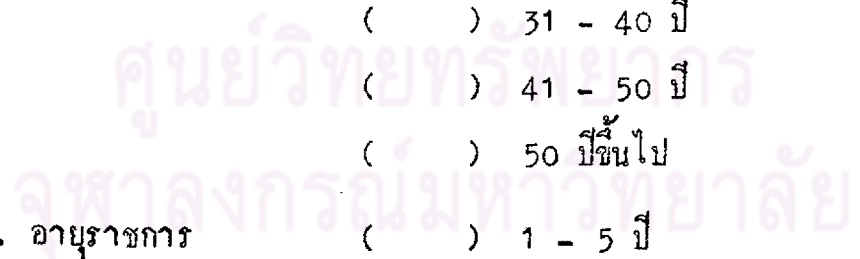 (      ) 31 - 40 ปี
ศูนย์วิทยทรัพยากร
(      ) 41 - 50 ปี
(      ) 50 ปีขึ้นไป
จุฬาลงกรณ์มหาวิทยาลัย
. อายุราชการ (      ) 1 - 5 ปี